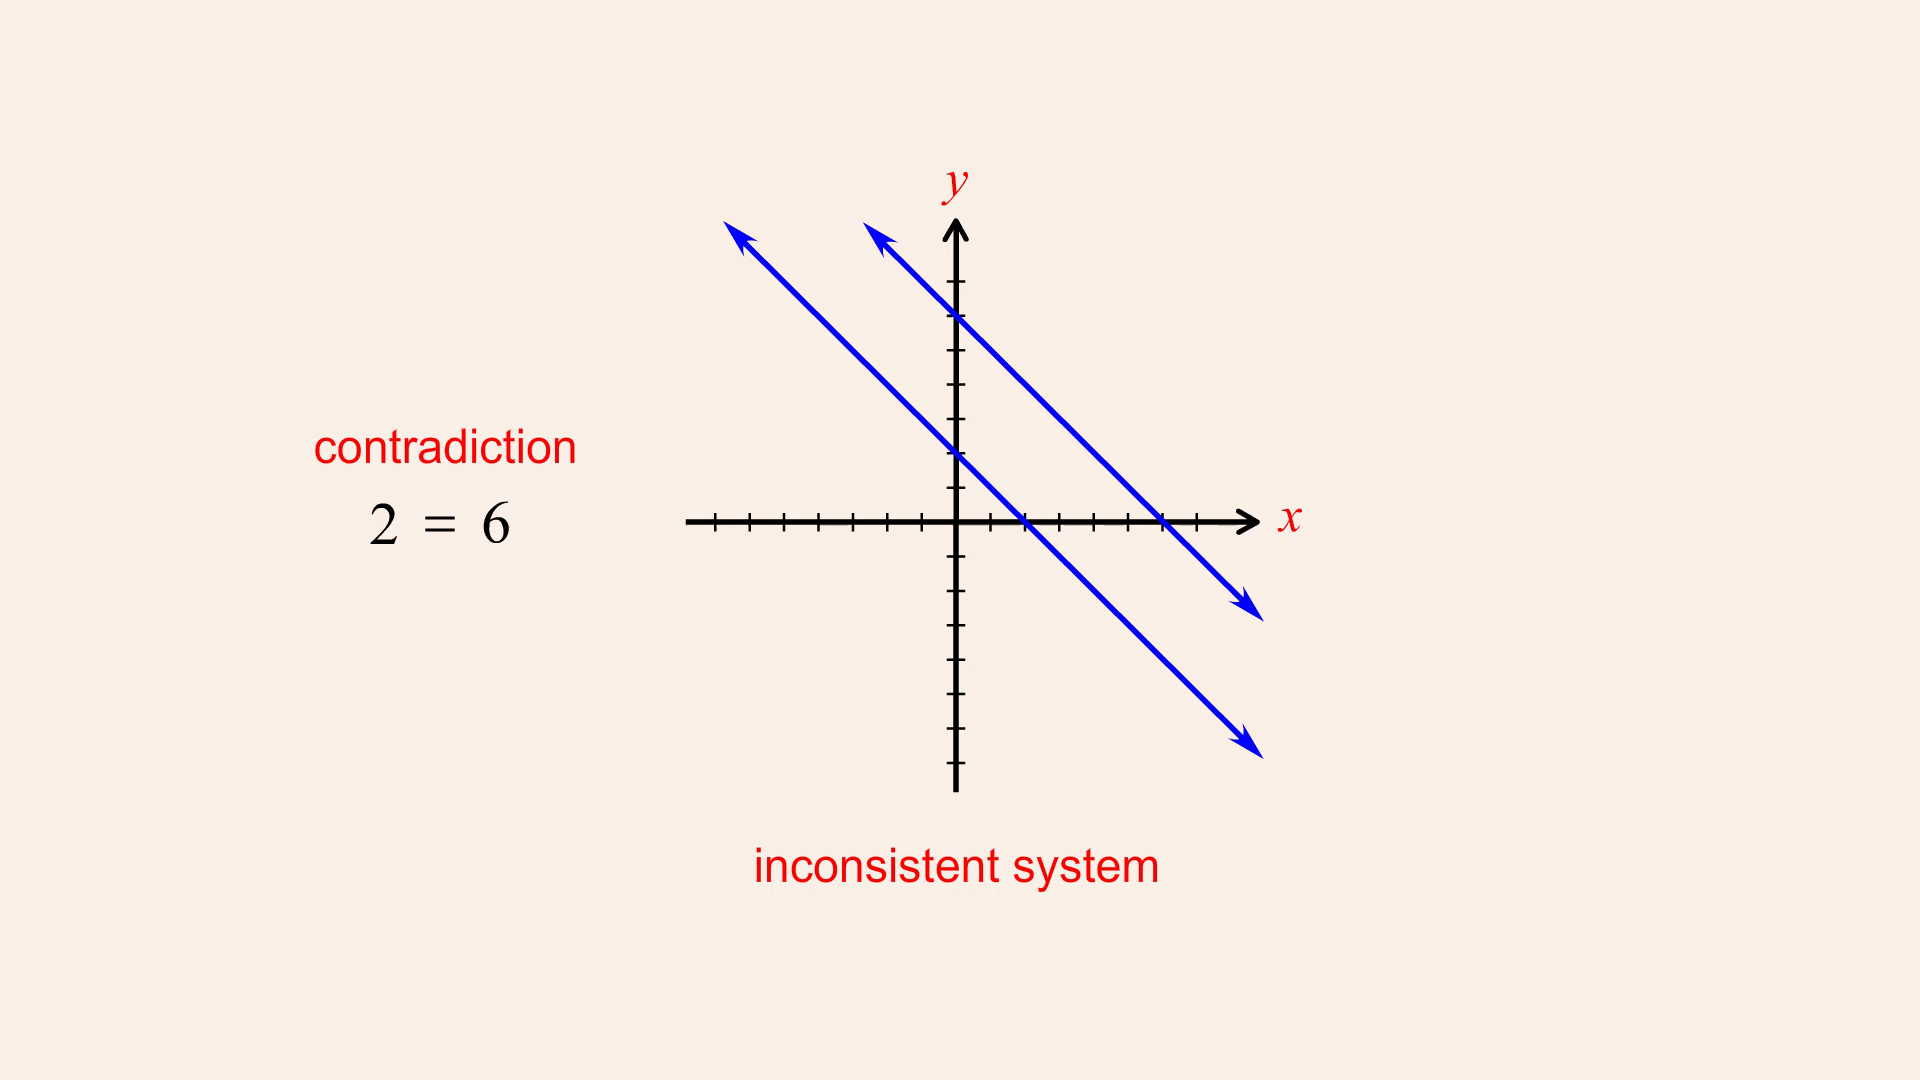 y
contradiction
2 = 6
x
inconsistent system